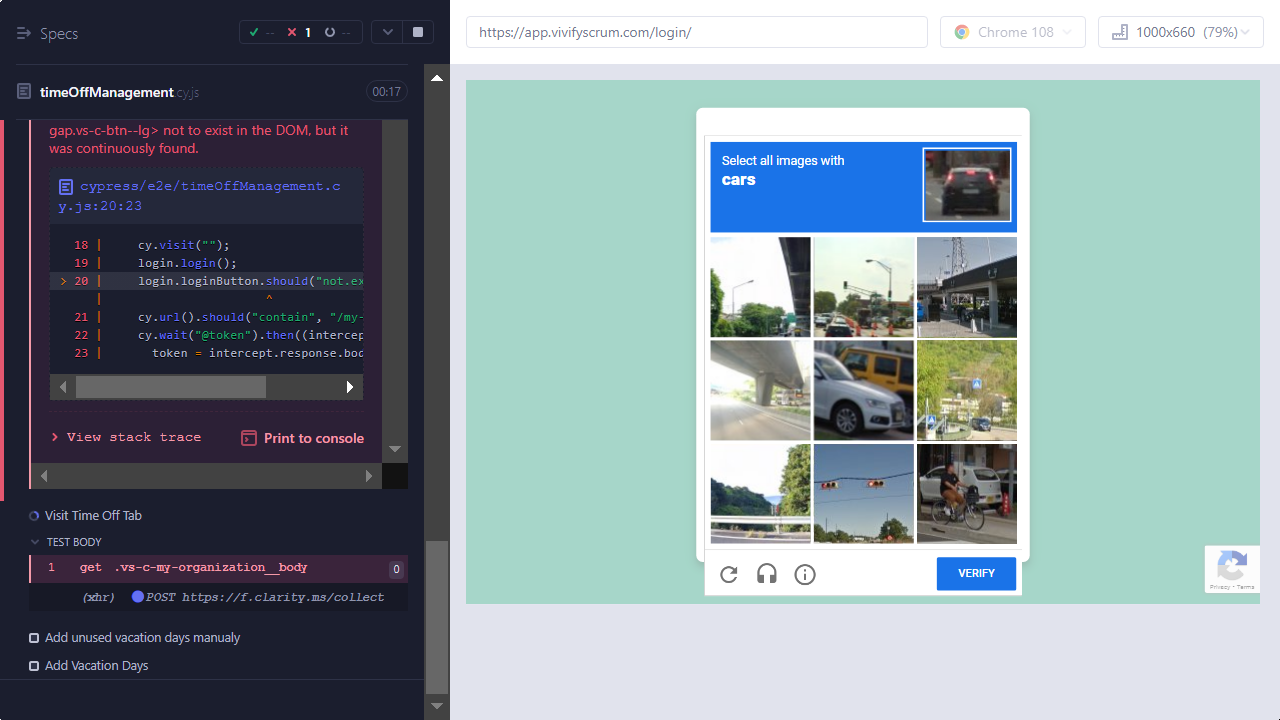 Specs
-- 1 --
timeOffManagement.cy.js 00:17
gap.vs-c-btn--lg> not to exist in the DOM, but it
was continuously found.
cypress/e2e/timeOffManagement.c
y.js:20:23
18 | cy.visit("");
19 | login.login();
> 20 | login.loginButton.should("not.ex
| ^
21 | cy.url().should("contain", "/my-
22 | cy.wait("@token").then((intercep
23 | token = intercept.response.bod
> View stack trace
Print to console
Visit Time Off Tab
TEST BODY
1 get .vs-c-my-organization__body 0
(xhr) POST https://f.clarity.ms/collect
Add unused vacation days manualy
Add Vacation Days
https://app.vivifyscrum.com/login/
Chrome 108
1000x660 (79%)
Select all images with
cars
VERIFY
Privacy - Terms